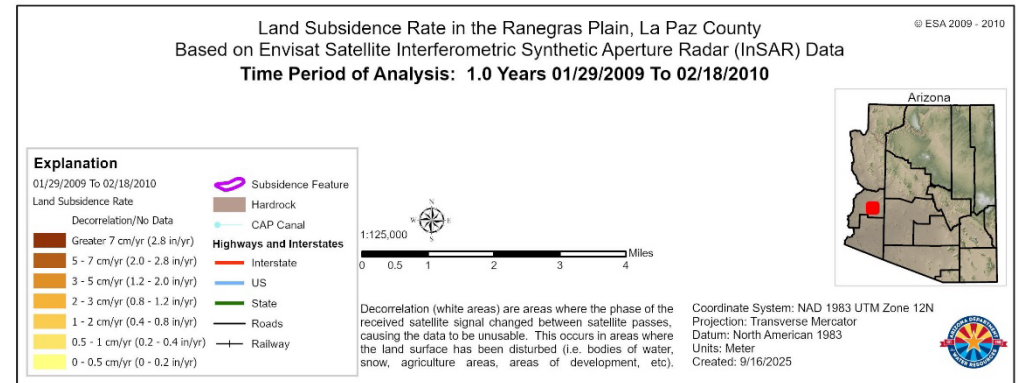 Land Subsidence Rate in the Ranegras Plain, La Paz County
Based on Envisat Satellite Interferometric Synthetic Aperture Radar (InSAR) Data
Time Period of Analysis: 1.0 Years 01/29/2009 To 02/18/2010
© ESA 2009 - 2010
Arizona
Explanation
01/29/2009 To 02/18/2010
Land Subsidence Rate
Decorrelation/No Data
Greater 7 cm/yr (2.8 in/yr)
5 - 7 cm/yr (2.0 - 2.8 in/yr)
3 - 5 cm/yr (1.2 - 2.0 in/yr)
2 - 3 cm/yr (0.8 - 1.2 in/yr)
1 - 2 cm/yr (0.4 - 0.8 in/yr)
0.5 - 1 cm/yr (0.2 - 0.4 in/yr)
0 - 0.5 cm/yr (0 - 0.2 in/yr)
Subsidence Feature
Hardrock
CAP Canal
Highways and Interstates
Interstate
US
State
Roads
Railway
N
W
E
S
1:125,000
Miles
0 0.5 1 2 3 4
Decorrelation (white areas) are areas where the phase of the
received satellite signal changed between satellite passes,
causing the data to be unusable. This occurs in areas where
the land surface has been disturbed (i.e. bodies of water,
snow, agriculture areas, areas of development, etc).
Coordinate System: NAD 1983 UTM Zone 12N
Projection: Transverse Mercator
Datum: North American 1983
Units: Meter
Created: 9/16/2025
ARIZONA DEPARTMENT
WATER RESOURCES